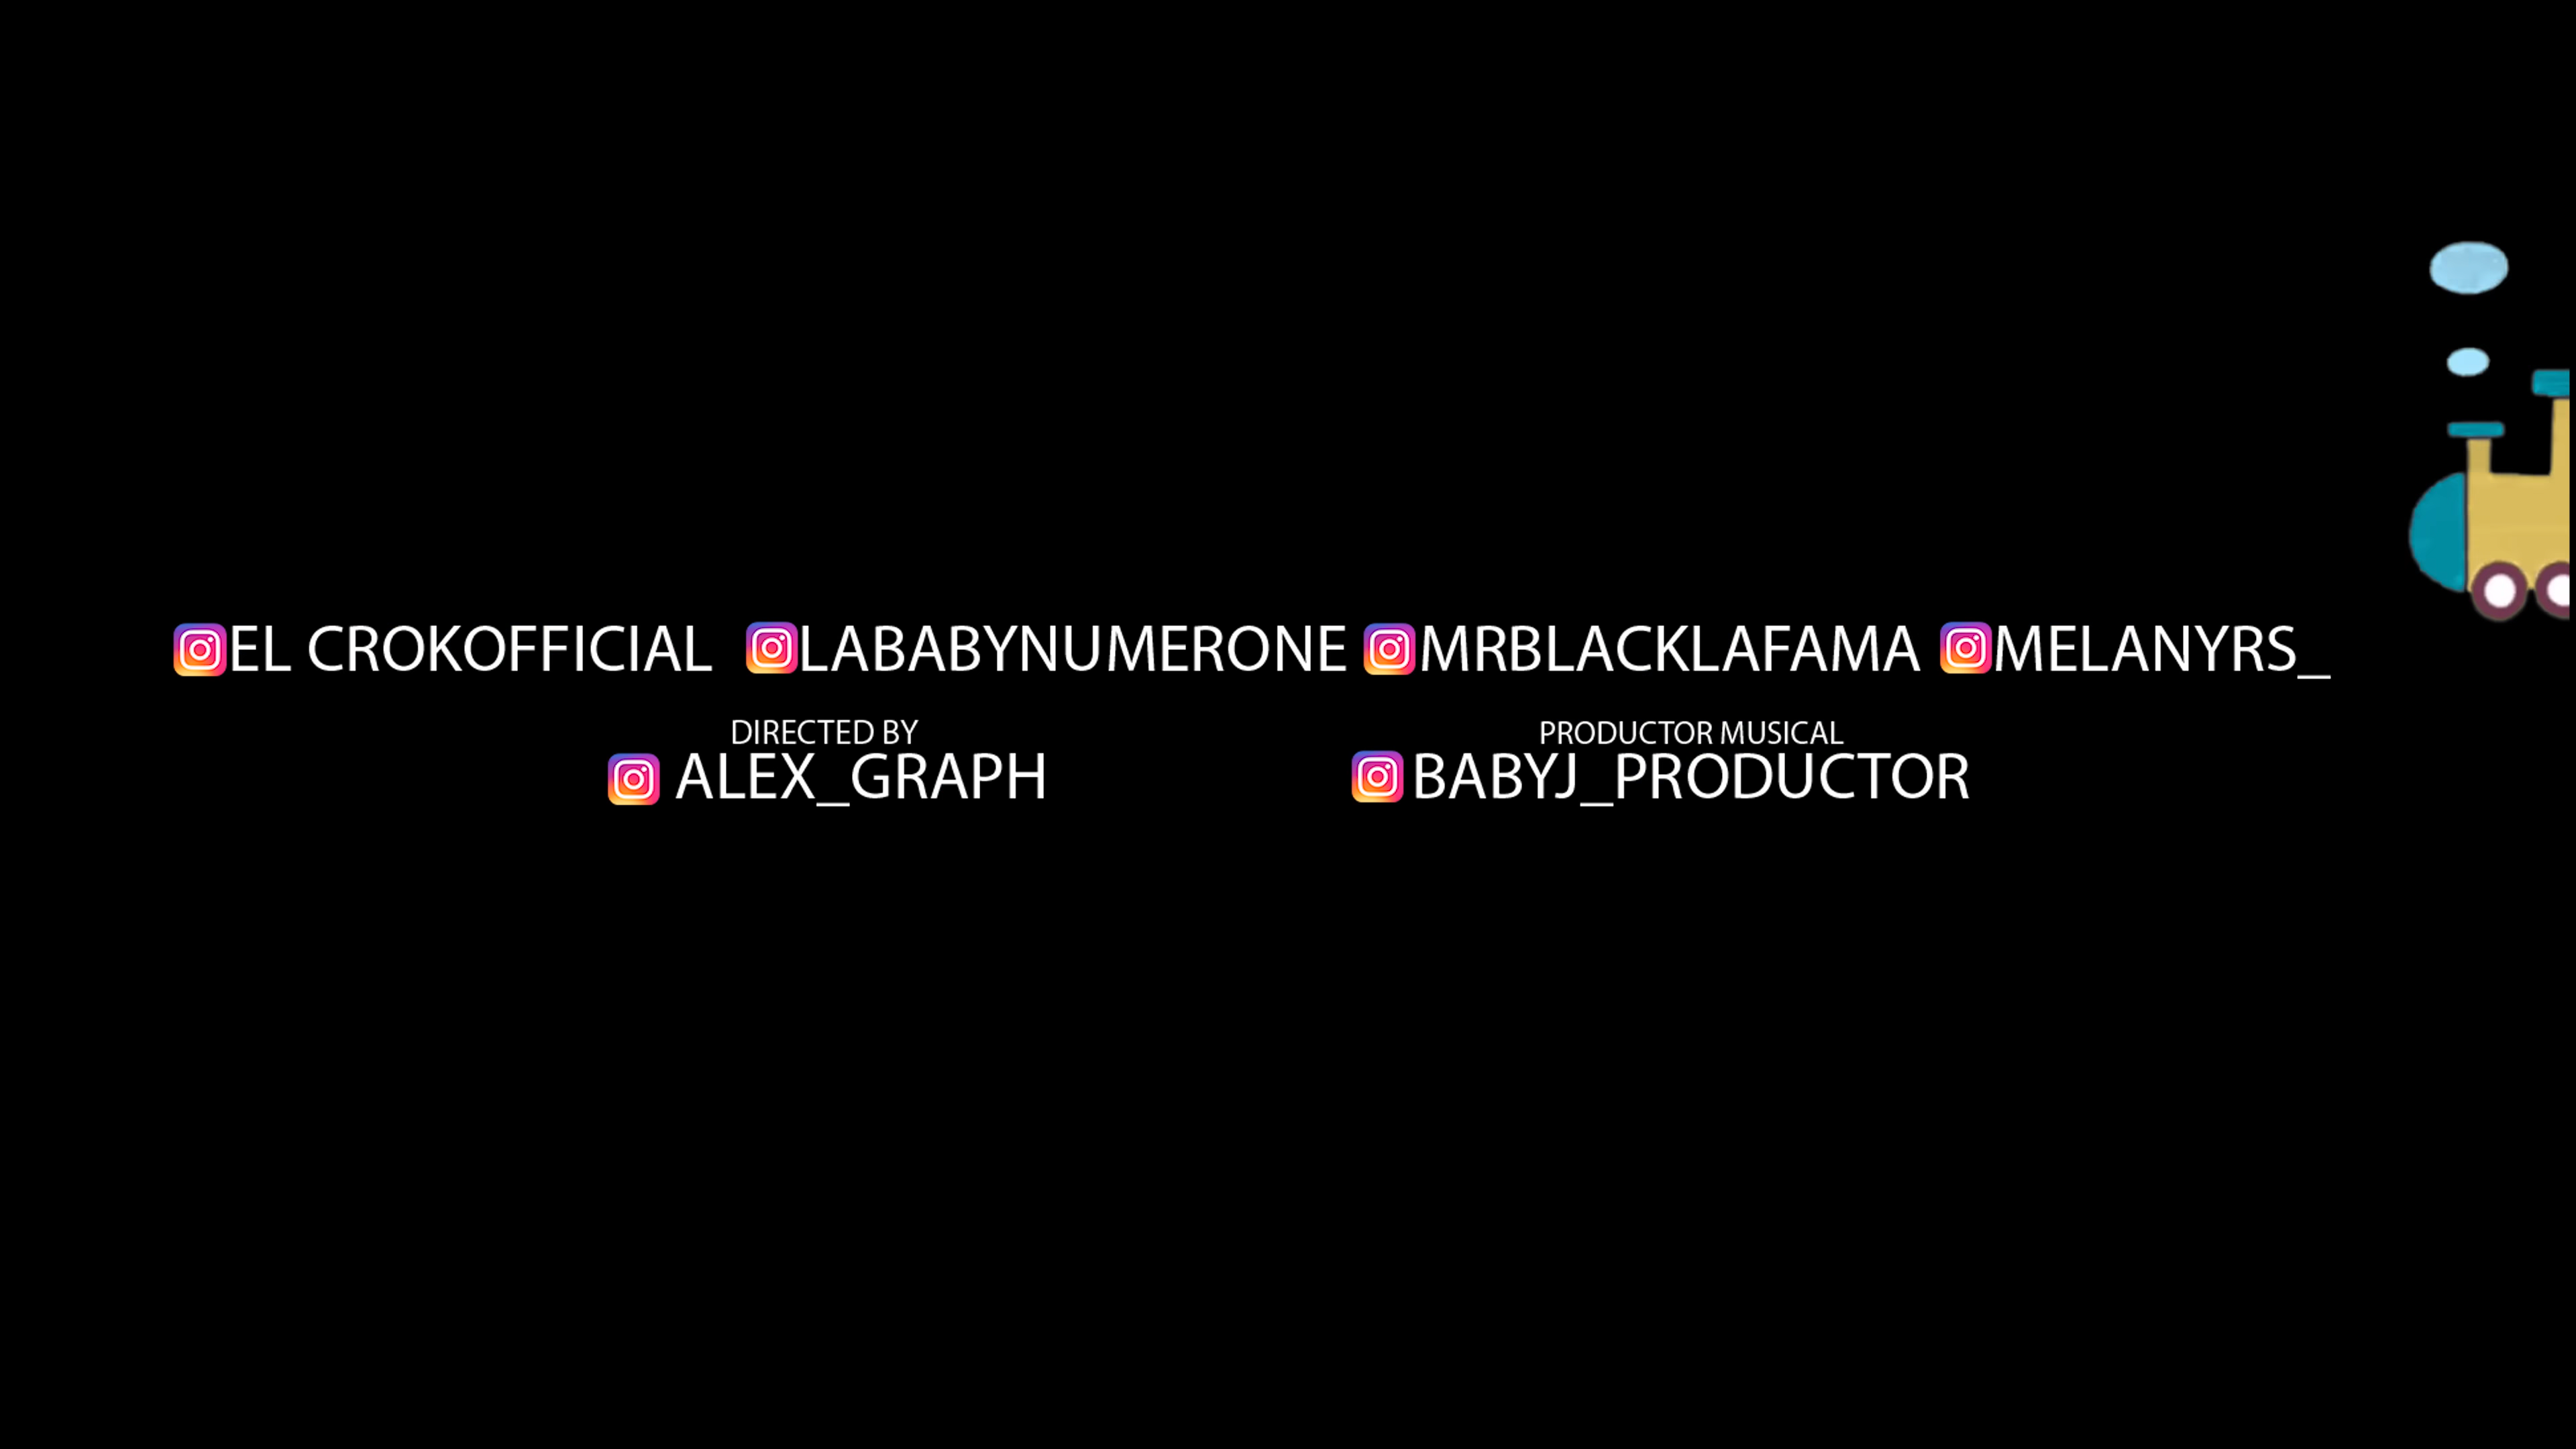 EL CROKOFFICIAL LABABYNUMERONE MRBLACKLAFAMA MELANYRS_
DIRECTED BY PRODUCTOR MUSICAL
ALEX_GRAPH BABYJ_PRODUCTOR